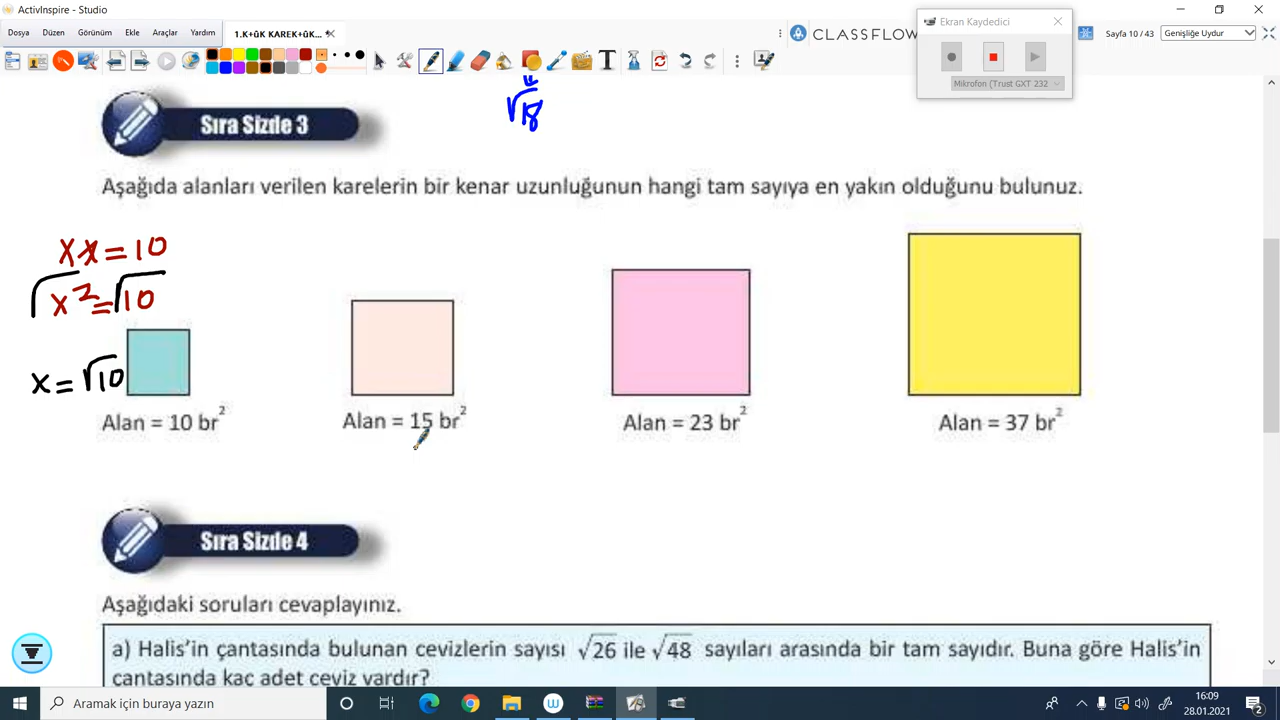 ActivInspire - Studio
Dosya Düzen Görünüm Ekle Araçlar Yardım
1.K+ûK KAREK+ûK...
CLASSFLOW
Sayfa 10 / 43
Genişliğe Uydur
Ekran Kaydedici
Mikrofon (Trust GXT 232
√18
Sıra Sizde 3
Aşağıda alanları verilen karelerin bir kenar uzunluğunun hangi tam sayıya en yakın olduğunu bulunuz.
x·x = 10
√x² = √10
x = √10
Alan = 10 br²
Alan = 15 br²
Alan = 23 br²
Alan = 37 br²
Sıra Sizde 4
Aşağıdaki soruları cevaplayınız.
a) Halis'in çantasında bulunan cevizlerin sayısı √26 ile √48 sayıları arasında bir tam sayıdır. Buna göre Halis'in
çantasında kaç adet ceviz vardır?
Aramak için buraya yazın
16:09
28.01.2021
2